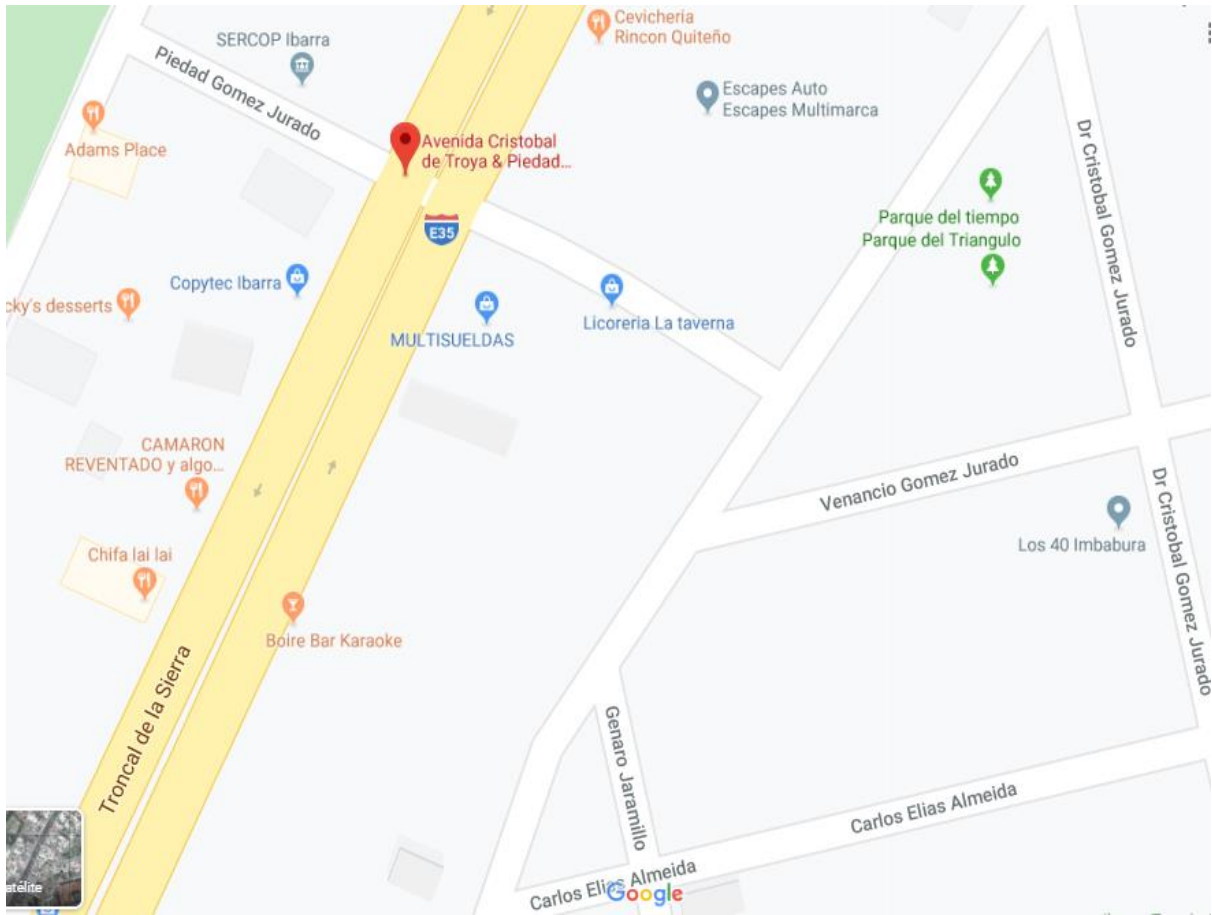 Cevicheria
Rincon Quiteño
SERCOP Ibarra
Piedad Gomez Jurado
Escapes Auto
Escapes Multimarca
Adams Place
Avenida Cristobal
de Troya & Piedad...
Dr Cristobal Gomez Jurado
E35
Parque del tiempo
Parque del Triangulo
Copytec Ibarra
cky's desserts
Licoreria La taverna
MULTISUELDAS
CAMARON
REVENTADO y algo...
Venancio Gomez Jurado
Dr Cristobal Gomez Jurado
Los 40 Imbabura
Chifa lai lai
Boire Bar Karaoke
Troncal de la Sierra
Genaro Jaramillo
Carlos Elias Almeida
Carlos Elias Almeida
atélite
Google